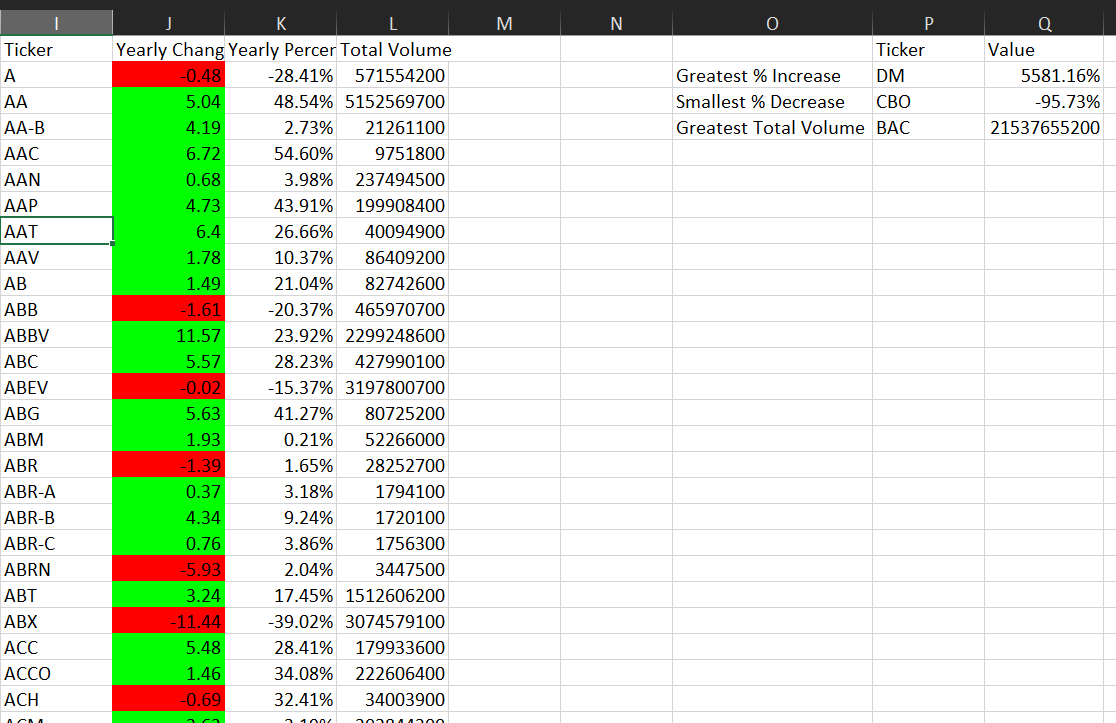 I J K L M N O P Q
Ticker Yearly Chang Yearly Percer Total Volume Ticker Value
A -0.48 -28.41% 571554200 Greatest % Increase DM 5581.16%
AA 5.04 48.54% 5152569700 Smallest % Decrease CBO -95.73%
AA-B 4.19 2.73% 21261100 Greatest Total Volume BAC 21537655200
AAC 6.72 54.60% 9751800
AAN 0.68 3.98% 237494500
AAP 4.73 43.91% 199908400
AAT 6.4 26.66% 40094900
AAV 1.78 10.37% 86409200
AB 1.49 21.04% 82742600
ABB -1.61 -20.37% 465970700
ABBV 11.57 23.92% 2299248600
ABC 5.57 28.23% 427990100
ABEV -0.02 -15.37% 3197800700
ABG 5.63 41.27% 80725200
ABM 1.93 0.21% 52266000
ABR -1.39 1.65% 28252700
ABR-A 0.37 3.18% 1794100
ABR-B 4.34 9.24% 1720100
ABR-C 0.76 3.86% 1756300
ABRN -5.93 2.04% 3447500
ABT 3.24 17.45% 1512606200
ABX -11.44 -39.02% 3074579100
ACC 5.48 28.41% 179933600
ACCO 1.46 34.08% 222606400
ACH -0.69 32.41% 34003900